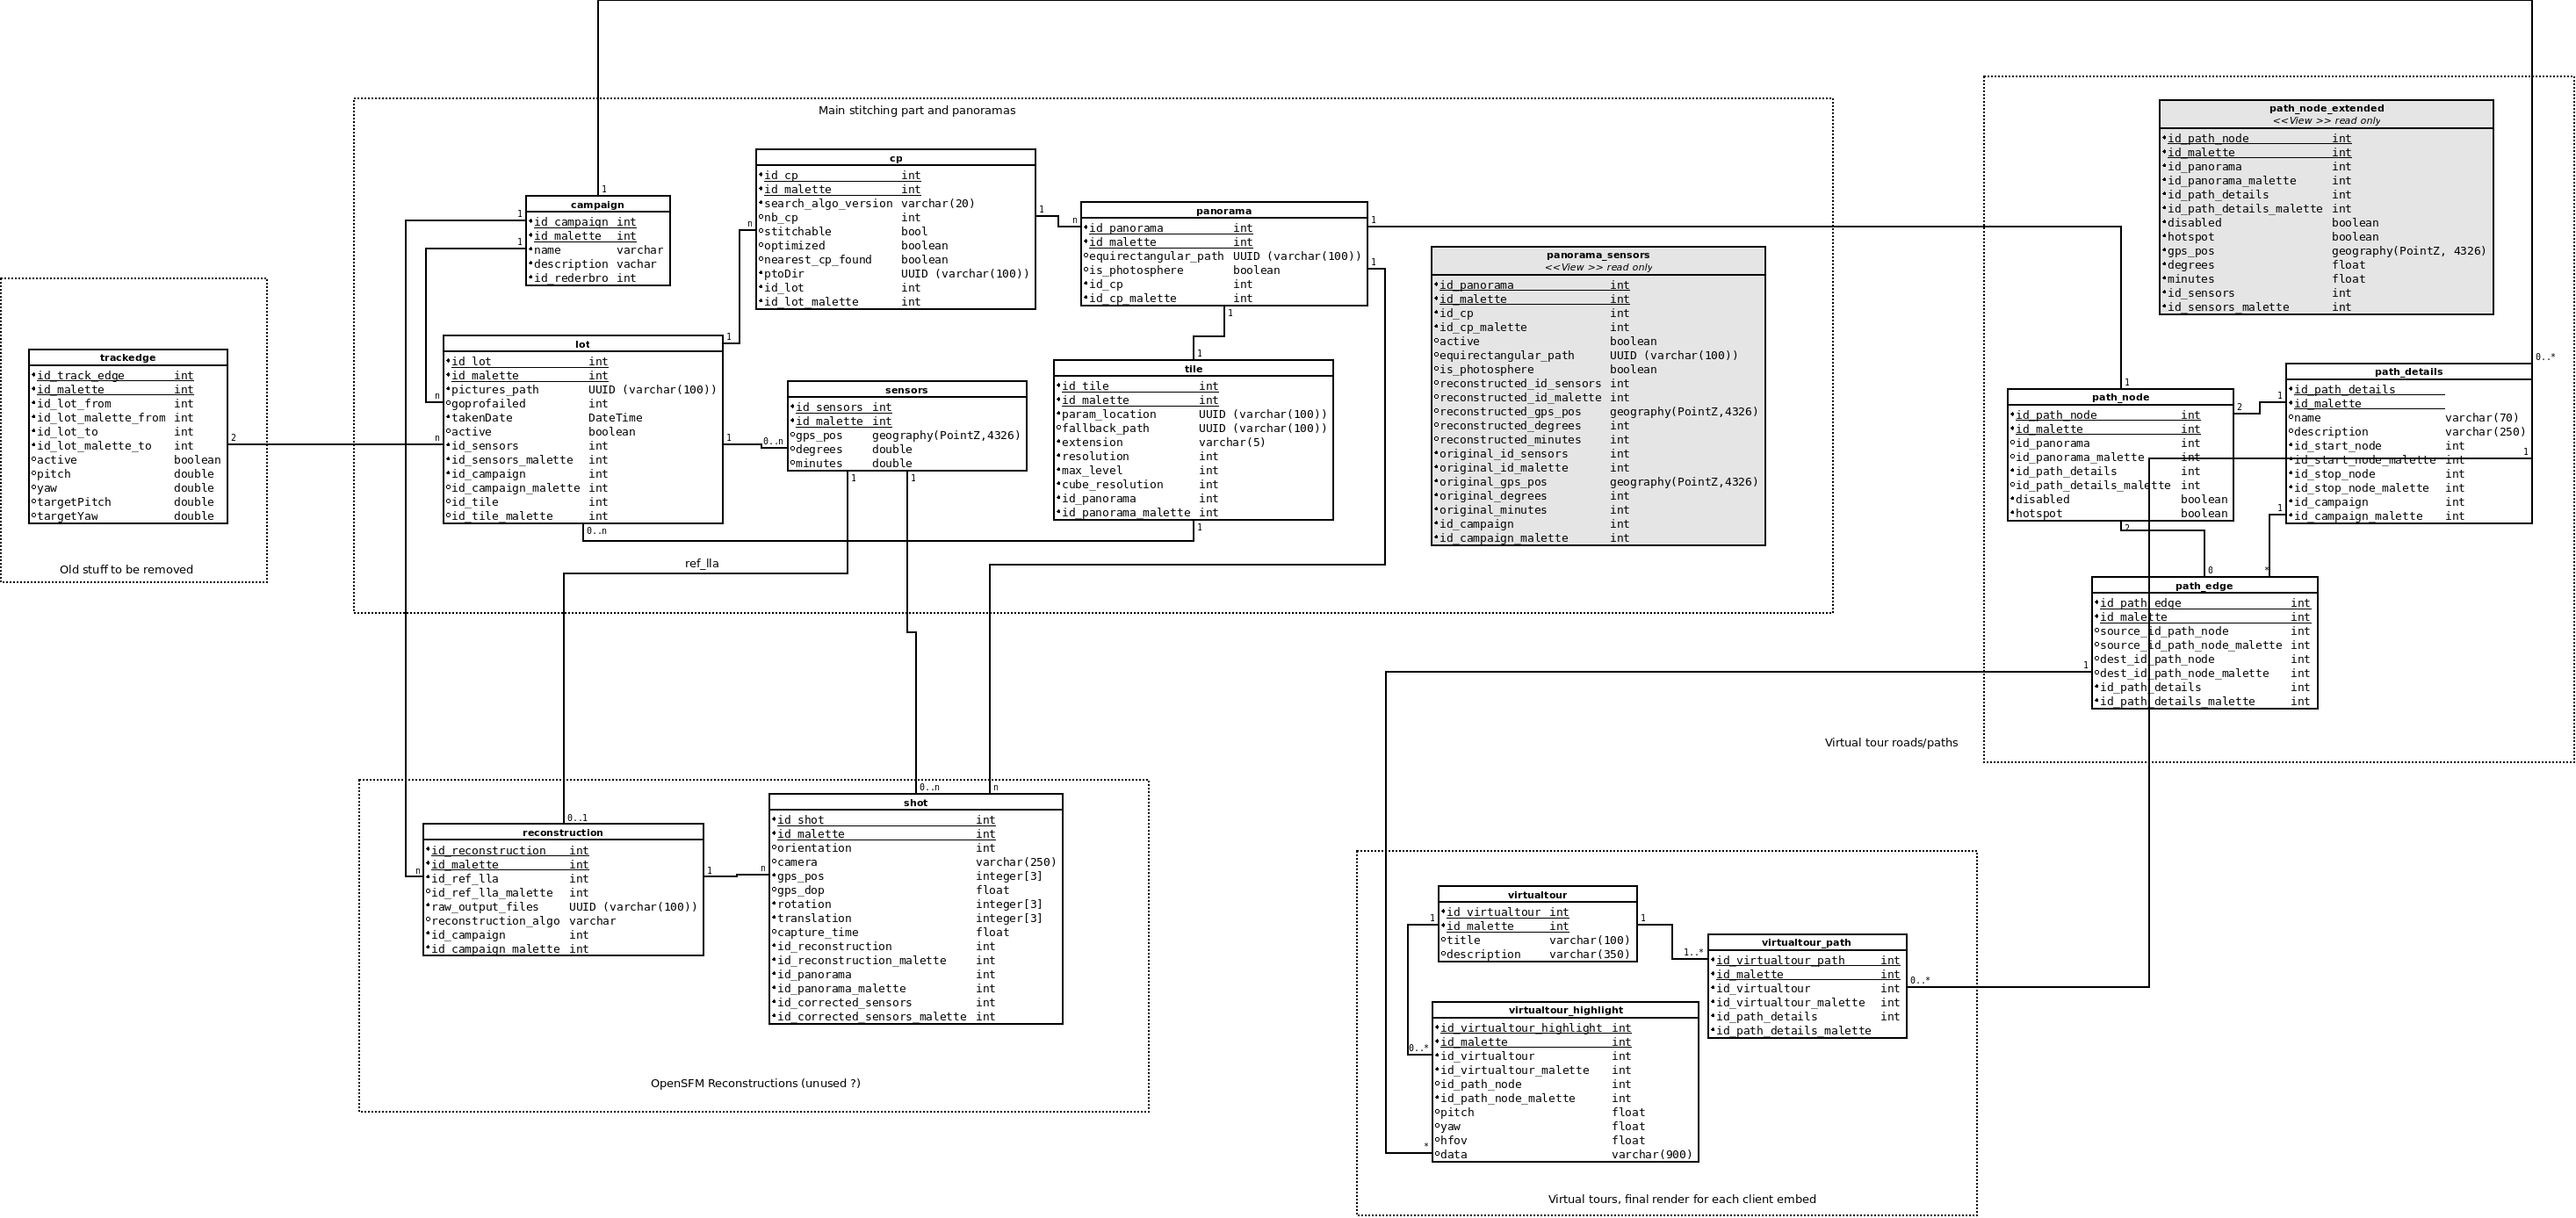 Main stitching part and panoramas
campaign
id_campaign int
id_malette int
name varchar
description vachar
id_rederbro int
1
1
1
cp
id_cp int
id_malette int
search_algo_version varchar(20)
nb_cp int
stitchable bool
optimized boolean
nearest_cp_found boolean
ptoDir UUID (varchar(100))
id_lot int
id_lot_malette int
n
1
panorama
id_panorama int
id_malette int
equirectangular_path UUID (varchar(100))
is_photosphere boolean
id_cp int
id_cp_malette int
n
1
1
1
panorama_sensors
<<View >> read only
id_panorama int
id_malette int
id_cp int
id_cp_malette int
active boolean
equirectangular_path UUID (varchar(100))
is_photosphere boolean
reconstructed_id_sensors int
reconstructed_id_malette int
reconstructed_gps_pos geography(PointZ,4326)
reconstructed_degrees int
reconstructed_minutes int
original_id_sensors int
original_id_malette int
original_gps_pos geography(PointZ,4326)
original_degrees int
original_minutes int
id_campaign int
id_campaign_malette int
path_node_extended
<<View >> read only
id_path_node int
id_malette int
id_panorama int
id_panorama_malette int
id_path_details int
id_path_details_malette int
disabled boolean
hotspot boolean
gps_pos geography(PointZ, 4326)
degrees float
minutes float
id_sensors int
id_sensors_malette int
trackedge
id_track_edge int
id_malette int
id_lot_from int
id_lot_malette_from int
id_lot_to int
id_lot_malette_to int
active boolean
pitch double
yaw double
targetPitch double
targetYaw double
2
Old stuff to be removed
lot
id_lot int
id_malette int
pictures_path UUID (varchar(100))
goprofailed int
takenDate DateTime
active boolean
id_sensors int
id_sensors_malette int
id_campaign int
id_campaign_malette int
id_tile int
id_tile_malette int
1
n
n
1
0..n
sensors
id_sensors int
id_malette int
gps_pos geography(PointZ,4326)
degrees double
minutes double
0..n
1
1
tile
id_tile int
id_malette int
param_location UUID (varchar(100))
fallback_path UUID (varchar(100))
extension varchar(5)
resolution int
max_level int
cube_resolution int
id_panorama int
id_panorama_malette int
1
1
ref_lla
path_node
id_path_node int
id_malette int
id_panorama int
id_panorama_malette int
id_path_details int
id_path_details_malette int
disabled boolean
hotspot boolean
1
2
2
path_details
id_path_details
id_malette
name varchar(70)
description varchar(250)
id_start_node int
id_start_node_malette int
id_stop_node int
id_stop_node_malette int
id_campaign int
id_campaign_malette int
0..*
1
1
1
path_edge
id_path_edge int
id_malette int
source_id_path_node int
source_id_path_node_malette int
dest_id_path_node int
dest_id_path_node_malette int
id_path_details int
id_path_details_malette int
0
*
1
Virtual tour roads/paths
reconstruction
id_reconstruction int
id_malette int
id_ref_lla int
id_ref_lla_malette int
raw_output_files UUID (varchar(100))
reconstruction_algo varchar
id_campaign int
id_campaign_malette int
0..1
n
1
shot
id_shot int
id_malette int
orientation int
camera varchar(250)
gps_pos integer[3]
gps_dop float
rotation integer[3]
translation integer[3]
capture_time float
id_reconstruction int
id_reconstruction_malette int
id_panorama int
id_panorama_malette int
id_corrected_sensors int
id_corrected_sensors_malette int
0..n
n
n
OpenSFM Reconstructions (unused ?)
virtualtour
id_virtualtour int
id_malette int
title varchar(100)
description varchar(350)
1
1
virtualtour_path
id_virtualtour_path int
id_malette int
id_virtualtour int
id_virtualtour_malette int
id_path_details int
id_path_details_malette
1..*
0..*
virtualtour_highlight
id_virtualtour_highlight int
id_malette int
id_virtualtour int
id_virtualtour_malette int
id_path_node int
id_path_node_malette int
pitch float
yaw float
hfov float
data varchar(900)
0..*
*
Virtual tours, final render for each client embed